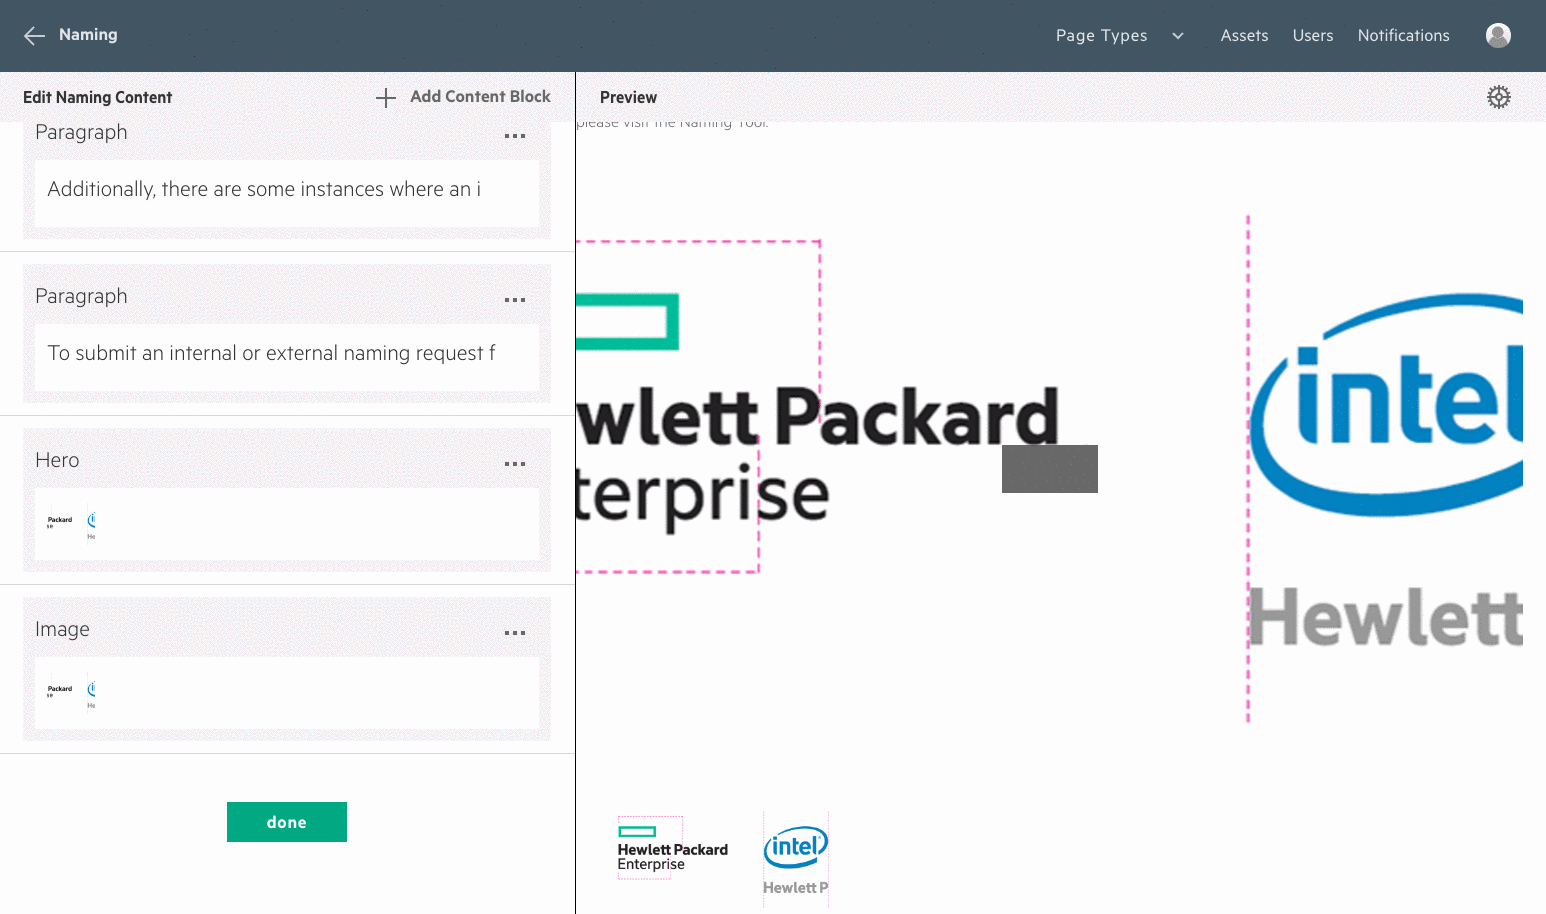 Naming
Page Types
Assets
Users
Notifications
Edit Naming Content
Add Content Block
Preview
Paragraph
Additionally, there are some instances where an i
Paragraph
To submit an internal or external naming request f
Hero
Packard
se
Image
Packard
se
done
please visit the Naming Tool.
wlett Packard
terprise
intel
Hewlett
Hewlett Packard
Enterprise
intel
Hewlett P